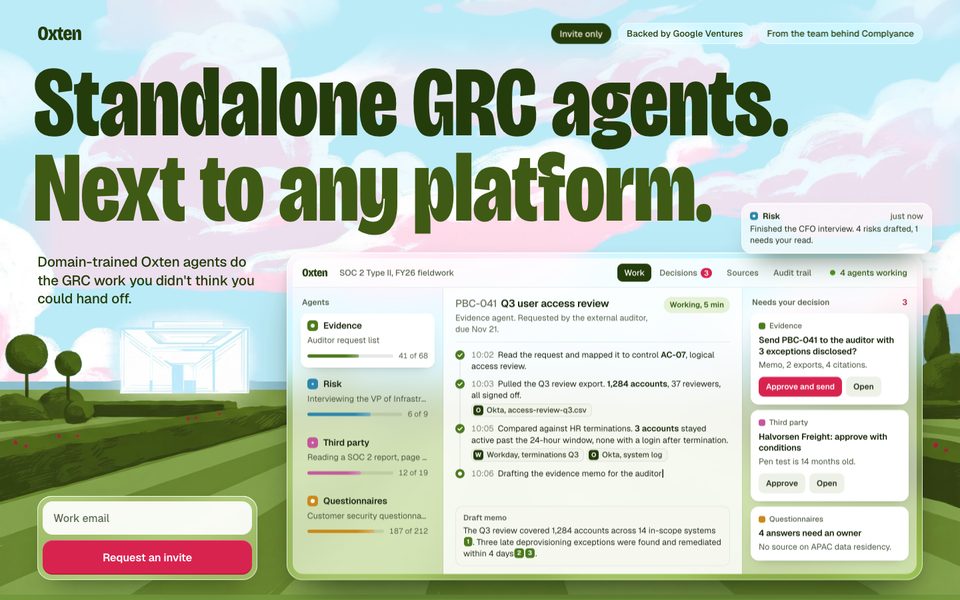 Oxten
Invite only
Backed by Google Ventures
From the team behind Complyance
Standalone GRC agents.
Next to any platform.
Domain-trained Oxten agents do
the GRC work you didn't think you
could hand off.
Work email
Request an invite
Risk
just now
Finished the CFO interview. 4 risks drafted, 1
needs your read.
Oxten
SOC 2 Type II, FY26 fieldwork
Work
Decisions 3
Sources
Audit trail
4 agents working
Agents
Evidence
Auditor request list
41 of 68
Risk
Interviewing the VP of Infrastr…
6 of 9
Third party
Reading a SOC 2 report, page …
12 of 19
Questionnaires
Customer security questionna…
187 of 212
PBC-041 Q3 user access review
Evidence agent. Requested by the external auditor,
due Nov 21.
Working, 5 min
10:02 Read the request and mapped it to control AC-07, logical
access review.
10:03 Pulled the Q3 review export. 1,284 accounts, 37 reviewers,
all signed off.
O Okta, access-review-q3.csv
10:05 Compared against HR terminations. 3 accounts stayed
active past the 24-hour window, none with a login after termination.
W Workday, terminations Q3
O Okta, system log
10:06 Drafting the evidence memo for the auditor
Draft memo
The Q3 review covered 1,284 accounts across 14 in-scope systems
1. Three late deprovisioning exceptions were found and remediated
within 4 days 2 3.
Needs your decision
3
Evidence
Send PBC-041 to the auditor with
3 exceptions disclosed?
Memo, 2 exports, 4 citations.
Approve and send
Open
Third party
Halvorsen Freight: approve with
conditions
Pen test is 14 months old.
Approve
Open
Questionnaires
4 answers need an owner
No source on APAC data residency.